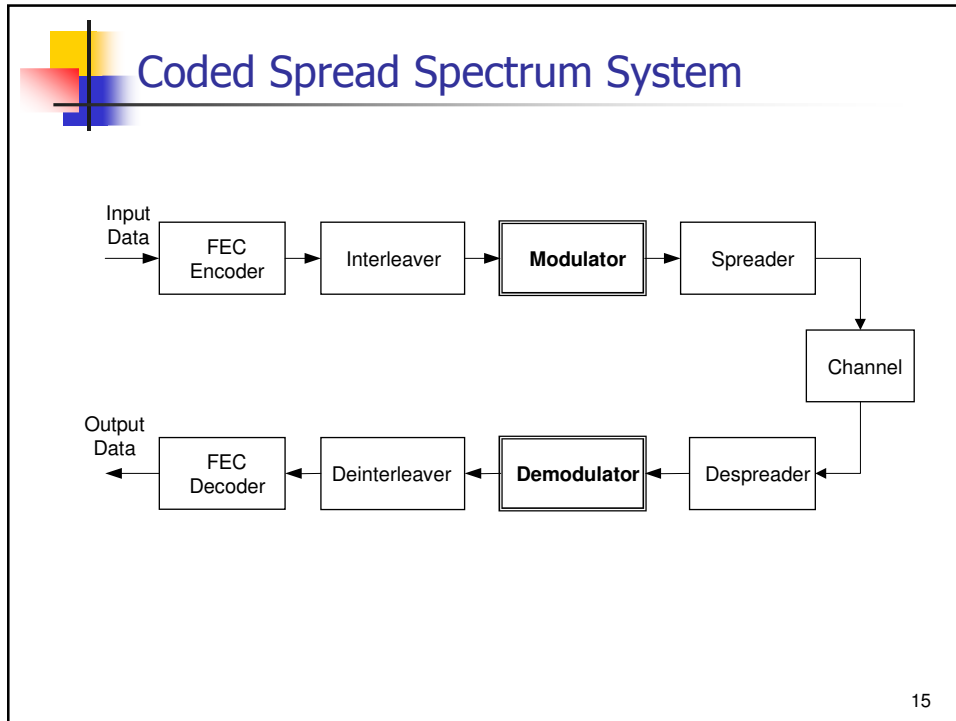 Coded Spread Spectrum System
Input
Data
FEC
Encoder
Interleaver
Modulator
Spreader
Channel
Output
Data
FEC
Decoder
Deinterleaver
Demodulator
Despreader
15